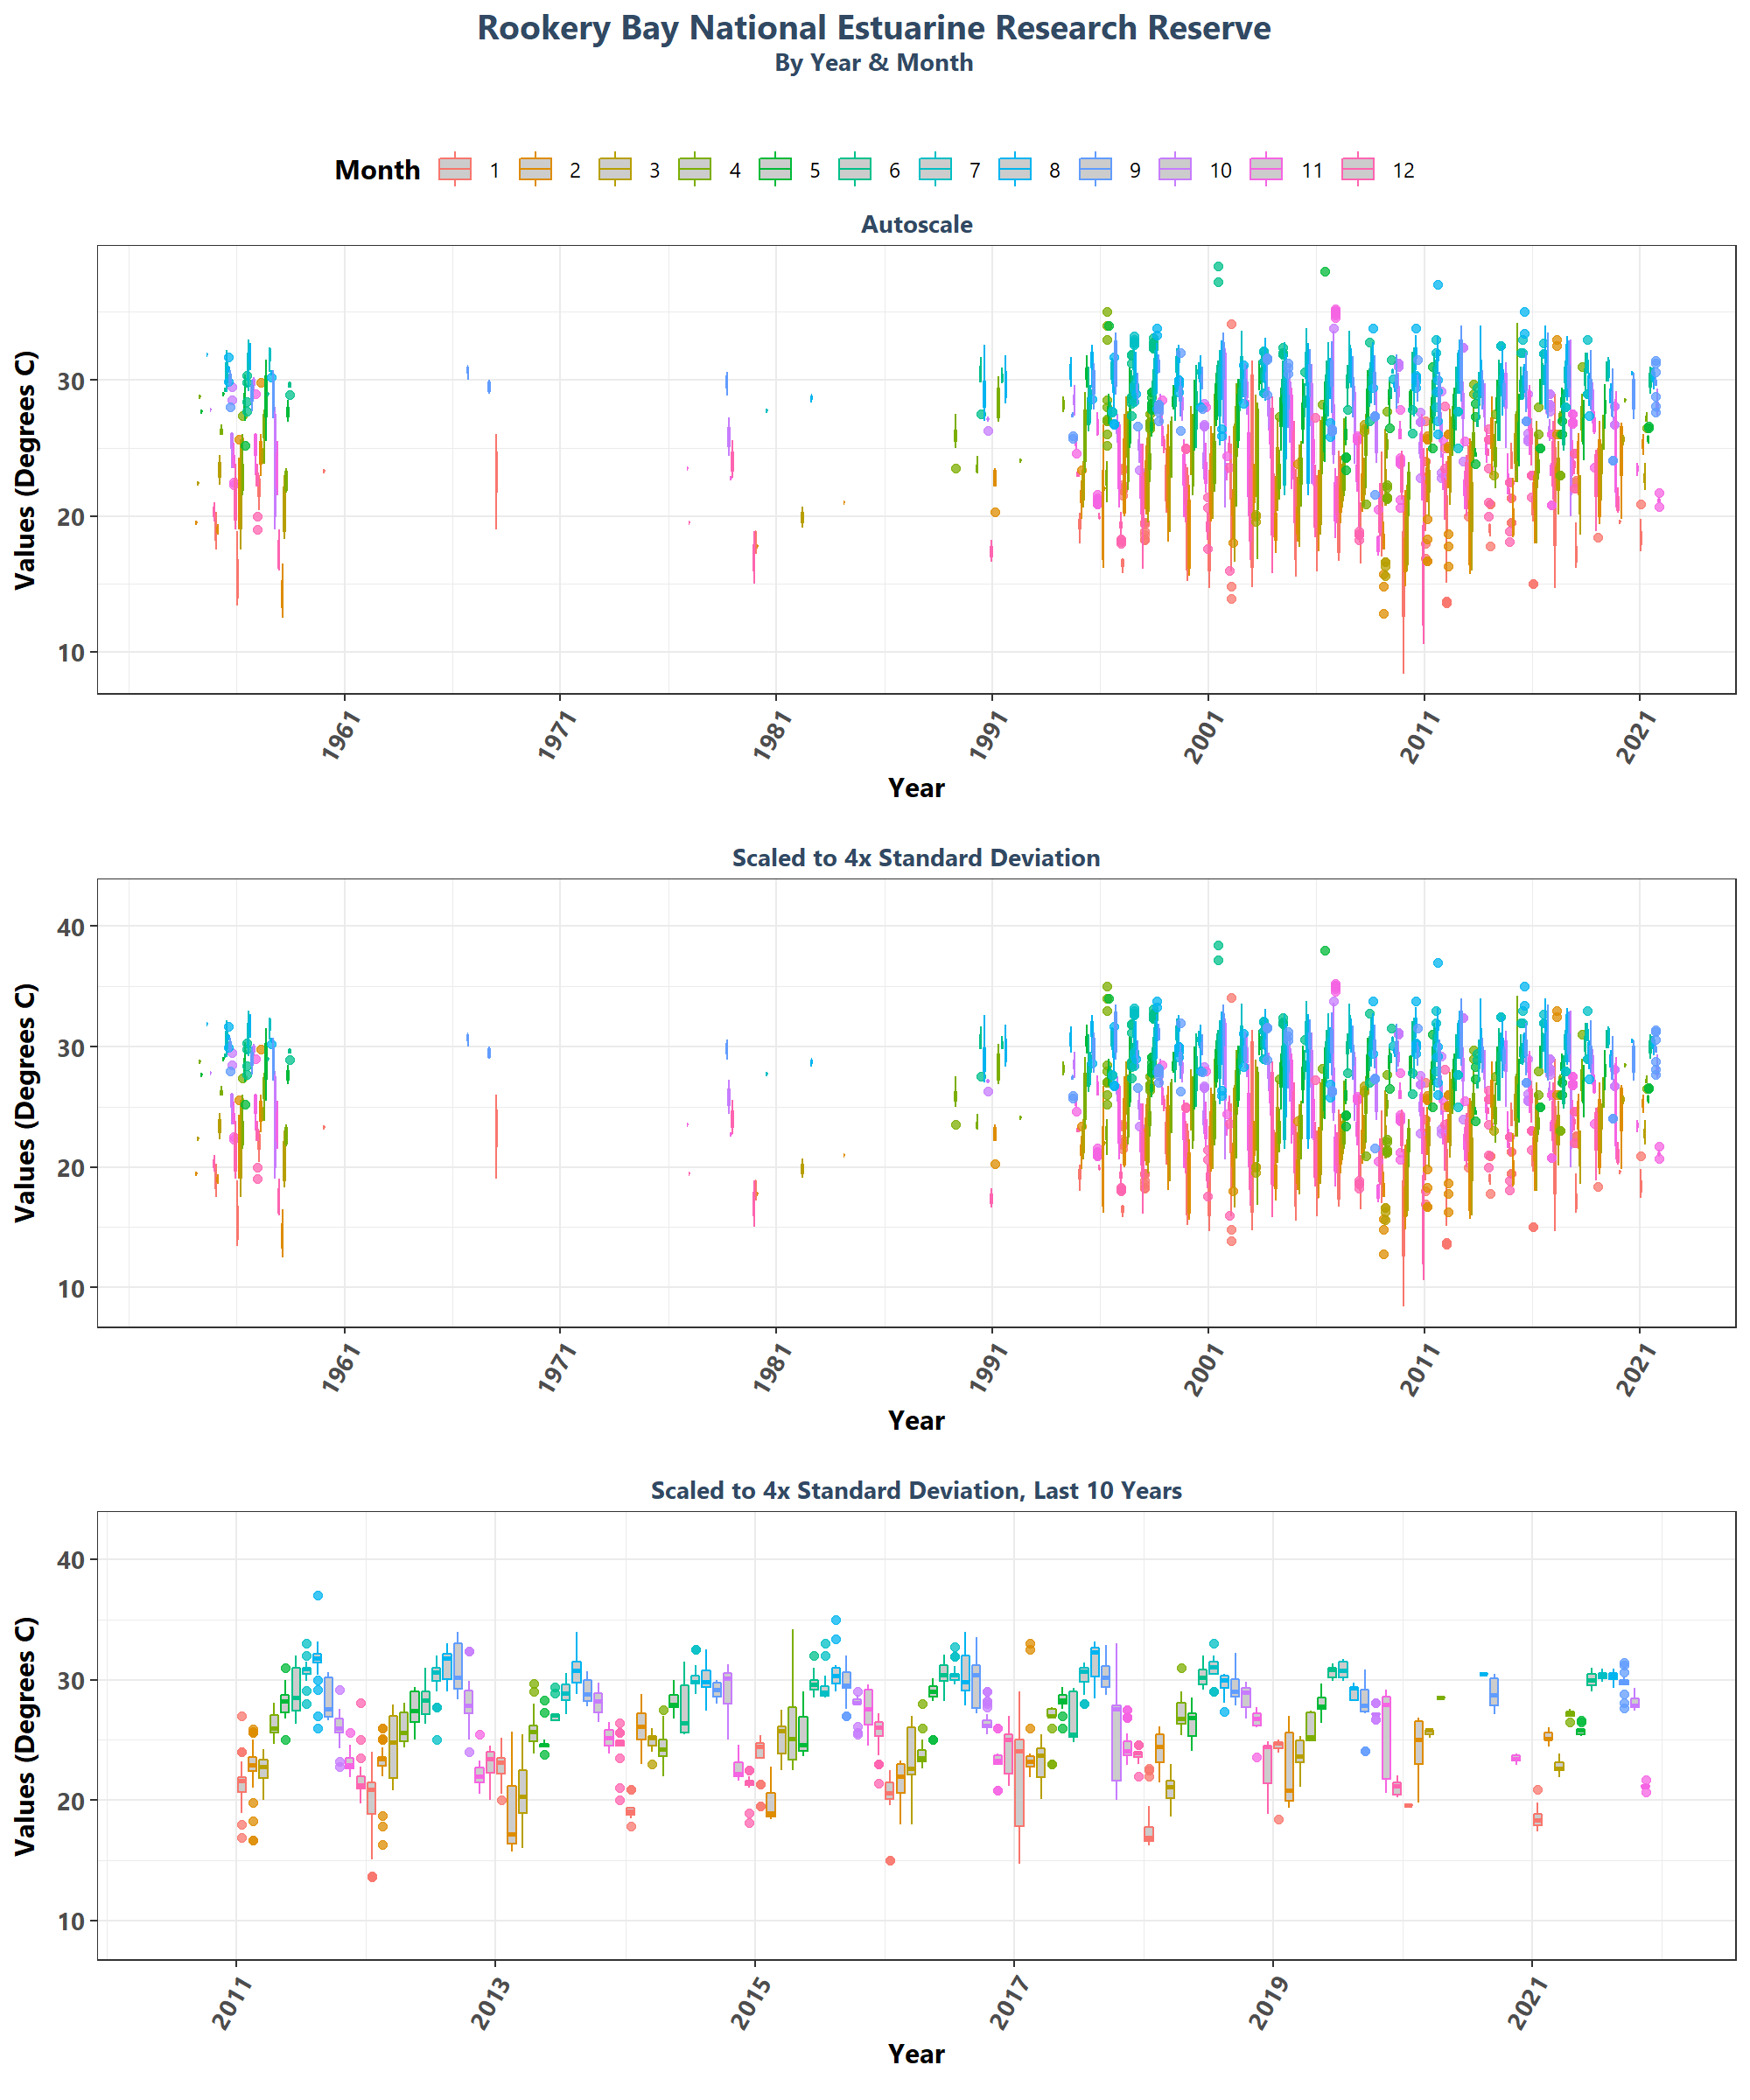 Rookery Bay National Estuarine Research Reserve
By Year & Month
Month 1 2 3 4 5 6 7 8 9 10 11 12
Autoscale
Values (Degrees C)
30
20
10
1961 1971 1981 1991 2001 2011 2021
Year
Scaled to 4x Standard Deviation
Values (Degrees C)
40
30
20
10
1961 1971 1981 1991 2001 2011 2021
Year
Scaled to 4x Standard Deviation, Last 10 Years
Values (Degrees C)
40
30
20
10
2011 2013 2015 2017 2019 2021
Year